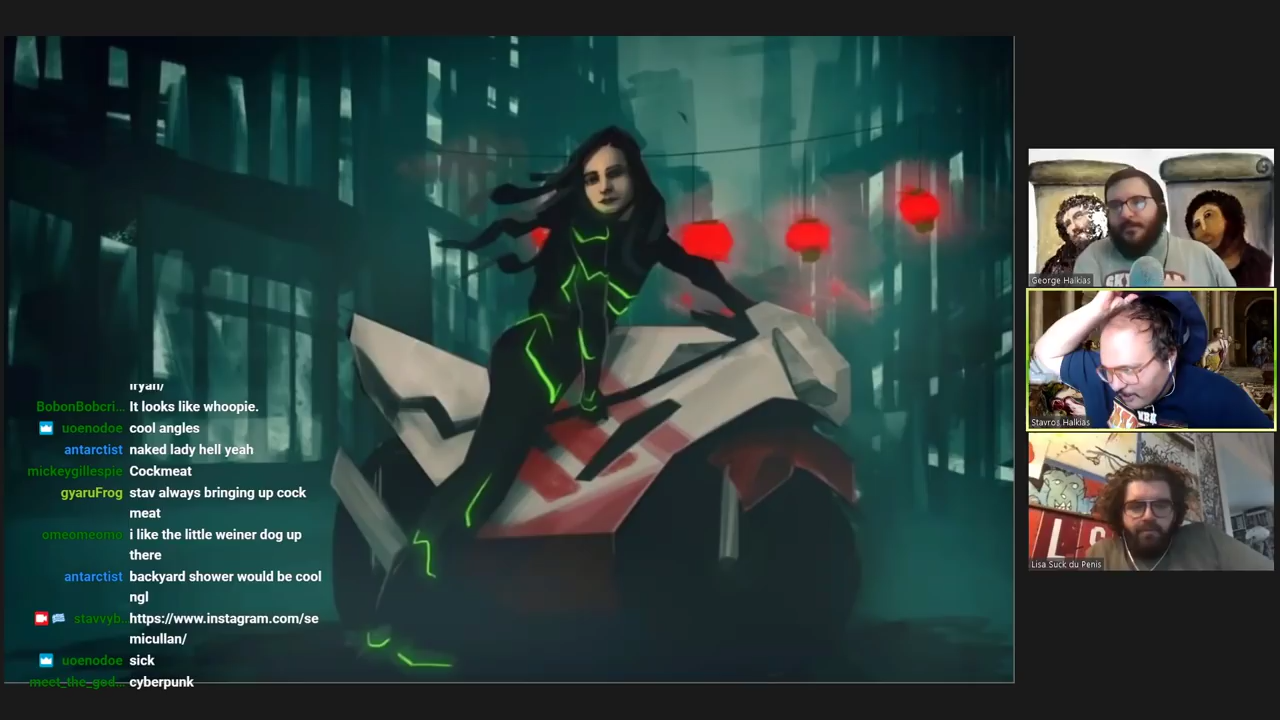 iryan/
BobonBobcri... It looks like whoopie.
uoenodoe cool angles
antarctist naked lady hell yeah
mickeygillespie Cockmeat
gyaruFrog stav always bringing up cock
meat
omeomeomo i like the little weiner dog up
there
antarctist backyard shower would be cool
ngl
stavvyb... https://www.instagram.com/se
micullan/
uoenodoe sick
meet_the_god... cyberpunk
George Halkias
Stavros Halkias
Lisa Suck du Penis